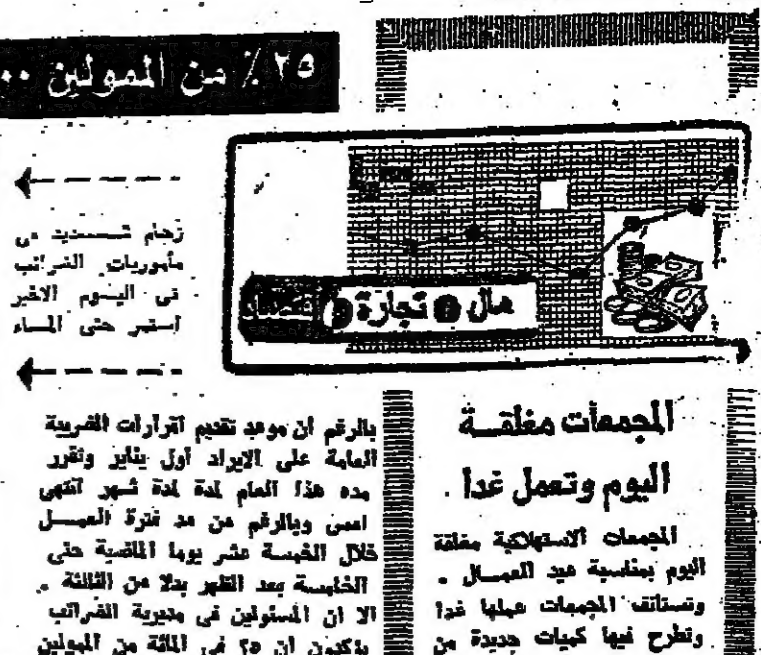 ٢٥ ٪ من الممولين ٠٠
زحام شديد في
مأموريات الضرائب
في اليوم الاخير
استمر حتى المساء
مال تجارة
المجمعات مغلقة
اليوم وتعمل غدا .
المجمعات الاستهلاكية مغلقة
اليوم بمناسبة عيد العمال .
وتستأنف المجمعات عملها غدا
وتطرح فيها كميات جديدة من
بالرغم أن موعد تقديم اقرارات الضريبة
العامة على الايراد أول يناير وتقرر
مده هذا العام لمدة شهر انتهى
امس وبالرغم من مد فترة العمل
خلال الخمسة عشر يوما الماضية حتى
الخامسة بعد الظهر بدلا من الثالثة .
الا ان المسئولين في مديرية الضرائب
يؤكدون ان ٢٥ في المائة من الممولين